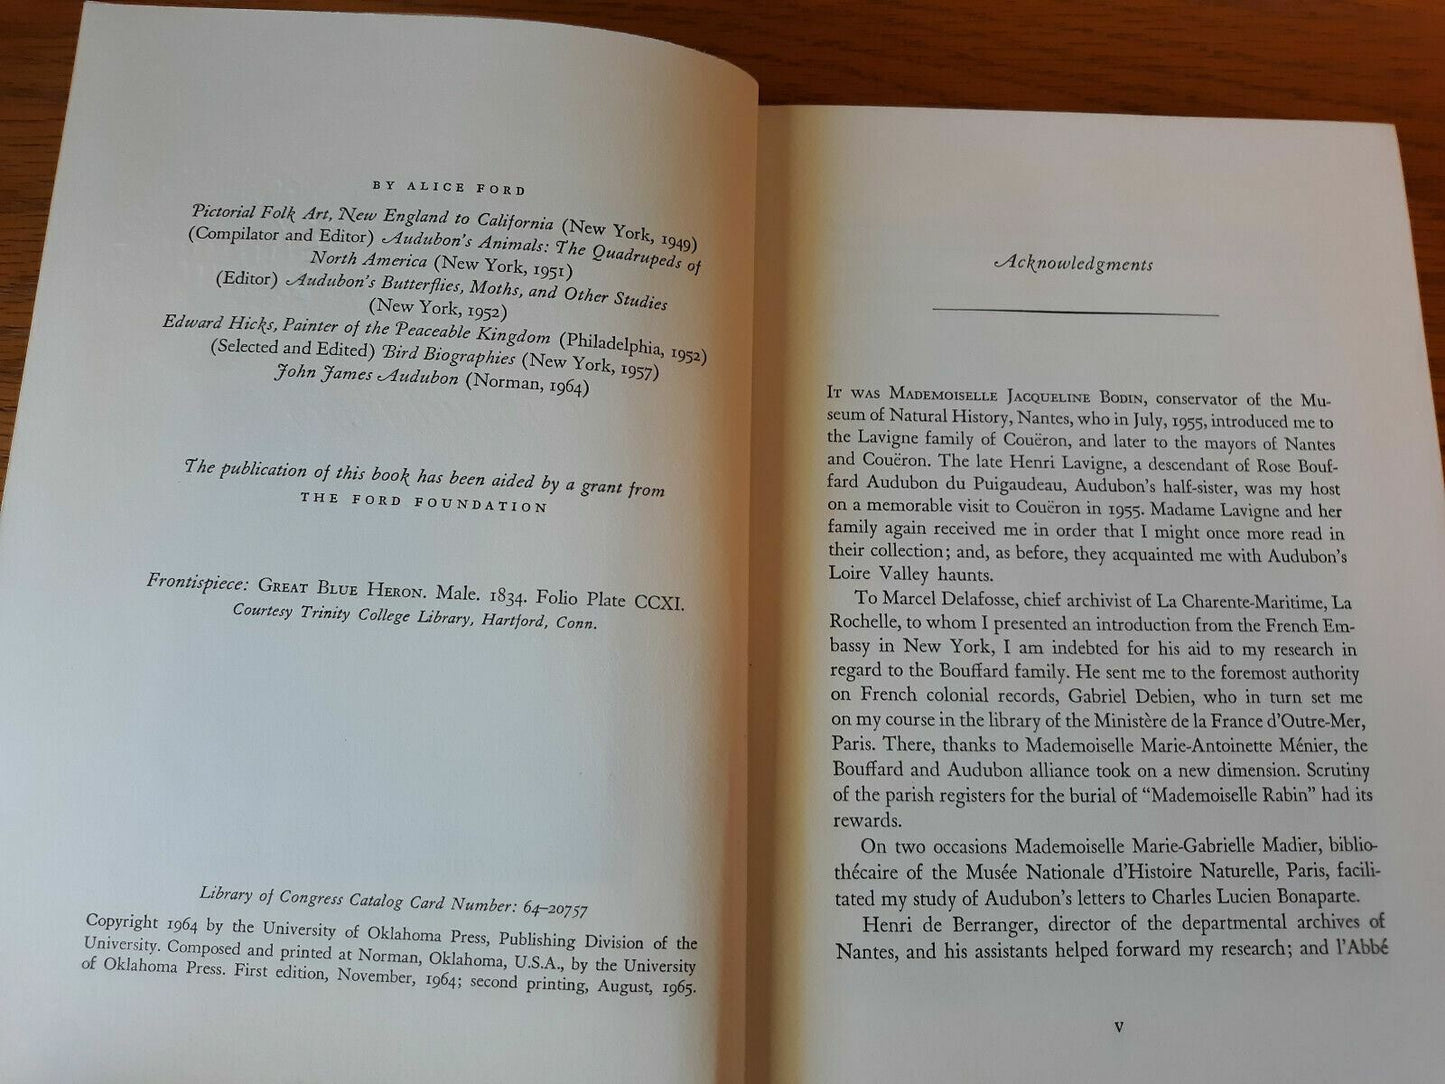 BY ALICE FORD
Pictorial Folk Art, New England to California (New York, 1949)
(Compilator and Editor) Audubon's Animals: The Quadrupeds of
North America (New York, 1951)
(Editor) Audubon's Butterflies, Moths, and Other Studies
(New York, 1952)
Edward Hicks, Painter of the Peaceable Kingdom (Philadelphia, 1952)
(Selected and Edited) Bird Biographies (New York, 1957)
John James Audubon (Norman, 1964)
The publication of this book has been aided by a grant from
THE FORD FOUNDATION
Frontispiece: GREAT BLUE HERON. Male. 1834. Folio Plate CCXI.
Courtesy Trinity College Library, Hartford, Conn.
Library of Congress Catalog Card Number: 64–20757
Copyright 1964 by the University of Oklahoma Press, Publishing Division of the
University. Composed and printed at Norman, Oklahoma, U.S.A., by the University
of Oklahoma Press. First edition, November, 1964; second printing, August, 1965.
Acknowledgments
IT WAS MADEMOISELLE JACQUELINE BODIN, conservator of the Mu-
seum of Natural History, Nantes, who in July, 1955, introduced me to
the Lavigne family of Couëron, and later to the mayors of Nantes
and Couëron. The late Henri Lavigne, a descendant of Rose Bouf-
fard Audubon du Puigaudeau, Audubon's half-sister, was my host
on a memorable visit to Couëron in 1955. Madame Lavigne and her
family again received me in order that I might once more read in
their collection; and, as before, they acquainted me with Audubon's
Loire Valley haunts.
To Marcel Delafosse, chief archivist of La Charente-Maritime, La
Rochelle, to whom I presented an introduction from the French Em-
bassy in New York, I am indebted for his aid to my research in
regard to the Bouffard family. He sent me to the foremost authority
on French colonial records, Gabriel Debien, who in turn set me
on my course in the library of the Ministère de la France d'Outre-Mer,
Paris. There, thanks to Mademoiselle Marie-Antoinette Ménier, the
Bouffard and Audubon alliance took on a new dimension. Scrutiny
of the parish registers for the burial of "Mademoiselle Rabin" had its
rewards.
On two occasions Mademoiselle Marie-Gabrielle Madier, biblio-
thécaire of the Musée Nationale d'Histoire Naturelle, Paris, facili-
tated my study of Audubon's letters to Charles Lucien Bonaparte.
Henri de Berranger, director of the departmental archives of
Nantes, and his assistants helped forward my research; and l'Abbé
v